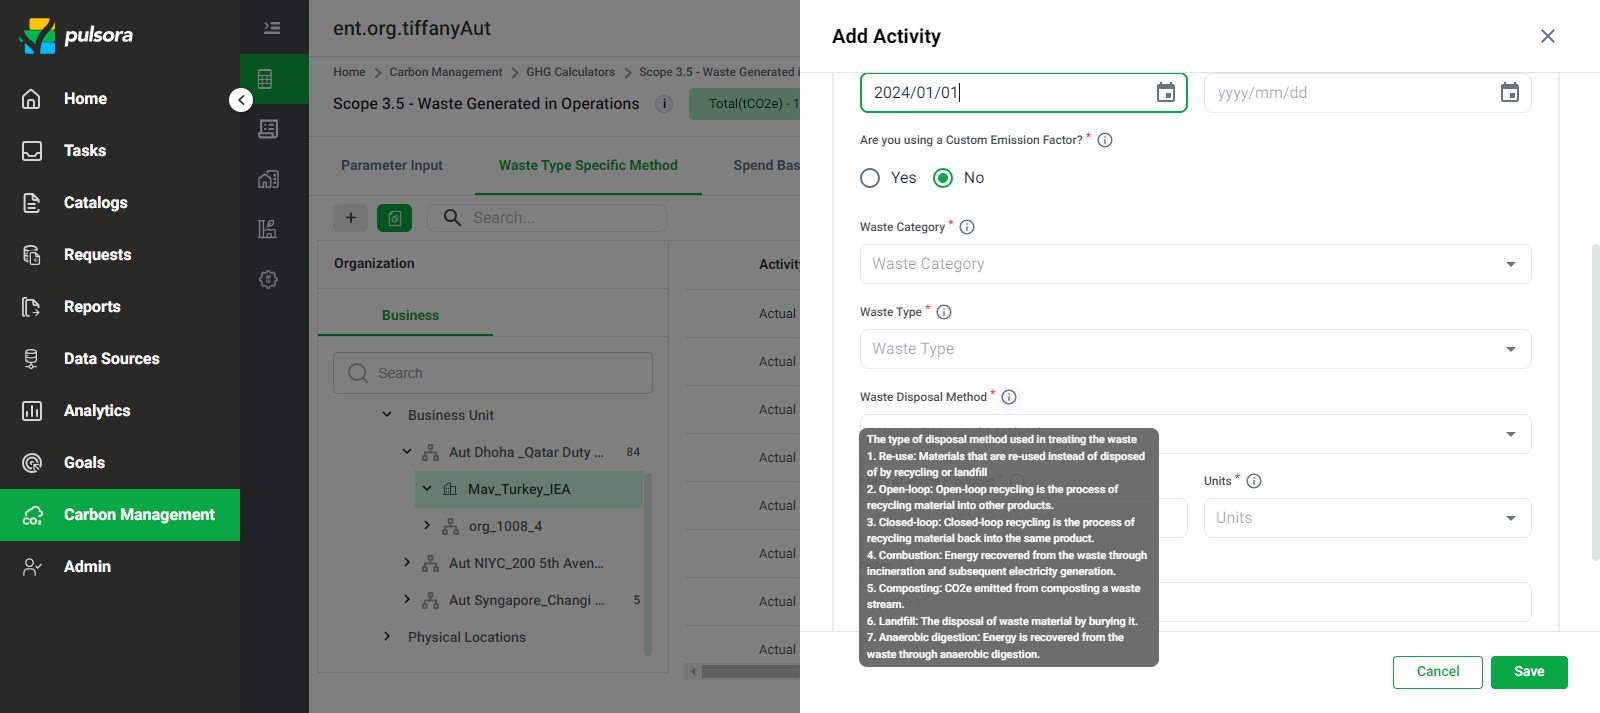 pulsora
Home
Tasks
Catalogs
Requests
Reports
Data Sources
Analytics
Goals
Carbon Management
Admin
ent.org.tiffanyAut
Home > Carbon Management > GHG Calculators > Scope 3.5 - Waste Generated
Scope 3.5 - Waste Generated in Operations
Total(tCO2e) - 1
Parameter Input
Waste Type Specific Method
Spend Bas
Search...
Organization
Business
Search
Business Unit
Aut Dhoha _Qatar Duty ... 84
Mav_Turkey_IEA
org_1008_4
Aut NIYC_200 5th Aven...
Aut Syngapore_Changi ... 5
Physical Locations
Activity
Actual
Actual
Actual
Actual
Actual
Actual
Actual
Actual
Add Activity
2024/01/01
yyyy/mm/dd
Are you using a Custom Emission Factor? *
Yes
No
Waste Category *
Waste Category
Waste Type *
Waste Type
Waste Disposal Method *
The type of disposal method used in treating the waste
1. Re-use: Materials that are re-used instead of disposed
of by recycling or landfill
2. Open-loop: Open-loop recycling is the process of
recycling material into other products.
3. Closed-loop: Closed-loop recycling is the process of
recycling material back into the same product.
4. Combustion: Energy recovered from the waste through
incineration and subsequent electricity generation.
5. Composting: CO2e emitted from composting a waste
stream.
6. Landfill: The disposal of waste material by burying it.
7. Anaerobic digestion: Energy is recovered from the
waste through anaerobic digestion.
Units *
Units
Cancel
Save